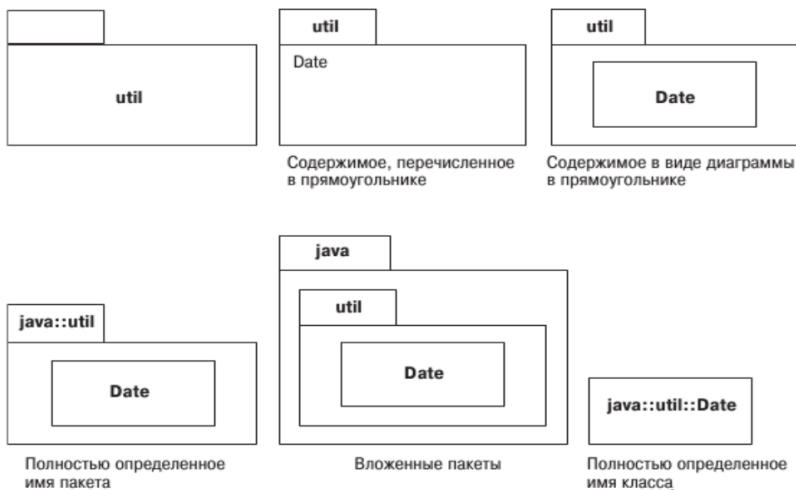 util
util
Date
util
Date
Содержимое, перечисленное
в прямоугольнике
Содержимое в виде диаграммы
в прямоугольнике
java::util
Date
Полностью определенное
имя пакета
java
util
Date
Вложенные пакеты
java::util::Date
Полностью определенное
имя класса